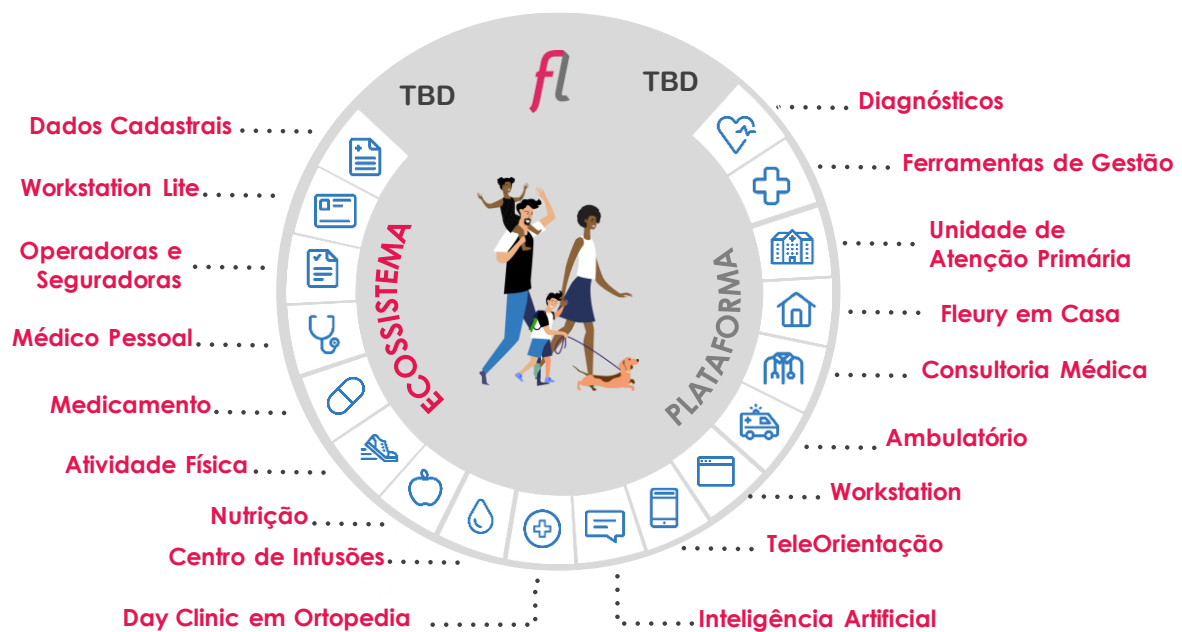 TBD
fl
TBD
Dados Cadastrais
Workstation Lite
Operadoras e
Seguradoras
Médico Pessoal
Medicamento
Atividade Física
Nutrição
Centro de Infusões
Day Clinic em Ortopedia
ECOSSISTEMA
PLATAFORMA
Diagnósticos
Ferramentas de Gestão
Unidade de
Atenção Primária
Fleury em Casa
Consultoria Médica
Ambulatório
Workstation
TeleOrientação
Inteligência Artificial